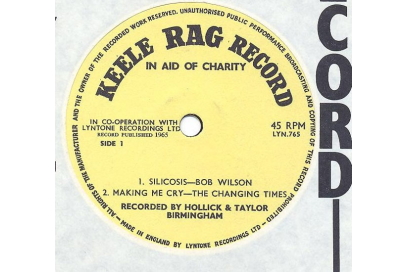 ALL RIGHTS OF THE MANUFACTURER AND THE OWNER OF THE RECORDED WORK RESERVED. UNAUTHORISED PUBLIC PERFORMANCE BROADCASTING AND COPYING OF THIS RECORD PROHIBITED
KEELE RAG RECORD
IN AID OF CHARITY
IN CO-OPERATION WITH
LYNTONE RECORDINGS LTD
RECORD PUBLISHED 1965
SIDE 1
45 RPM
LYN.765
1. SILICOSIS—BOB WILSON
2. MAKING ME CRY—THE CHANGING TIMES
RECORDED BY HOLLICK & TAYLOR
BIRMINGHAM
MADE IN ENGLAND BY LYNTONE RECORDINGS LTD
CORD